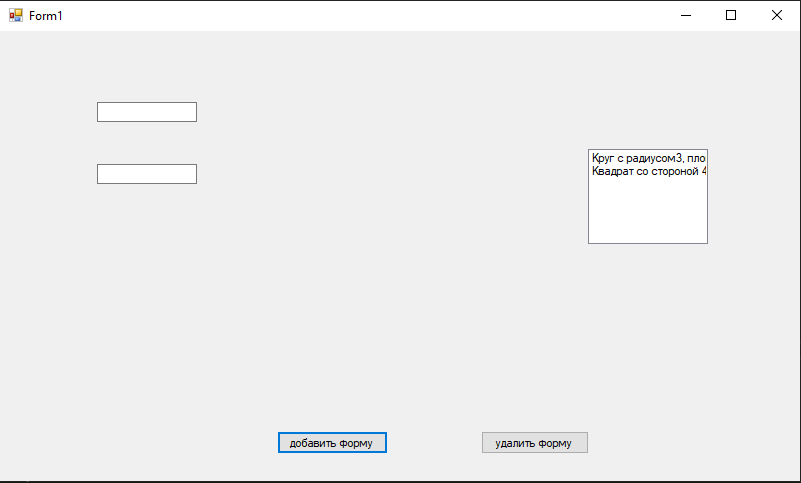 Form1
Круг с радиусом3, пло
Квадрат со стороной 4
добавить форму
удалить форму